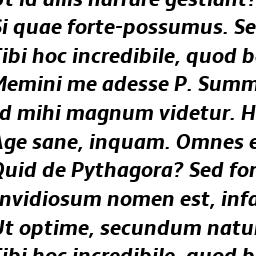 Ut id aliis narrare gestiant?
Si quae forte-possumus. Se
Tibi hoc incredibile, quod b
Memini me adesse P. Summ
Id mihi magnum videtur. H
Age sane, inquam. Omnes e
Quid de Pythagora? Sed for
Invidiosum nomen est, infa
Ut optime, secundum natu
Tibi hoc incredibile, quod be